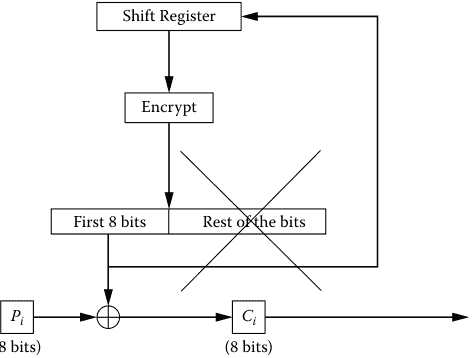 Shift Register
Encrypt
First 8 bits Rest of the bits
Pi Ci
8 bits) (8 bits)